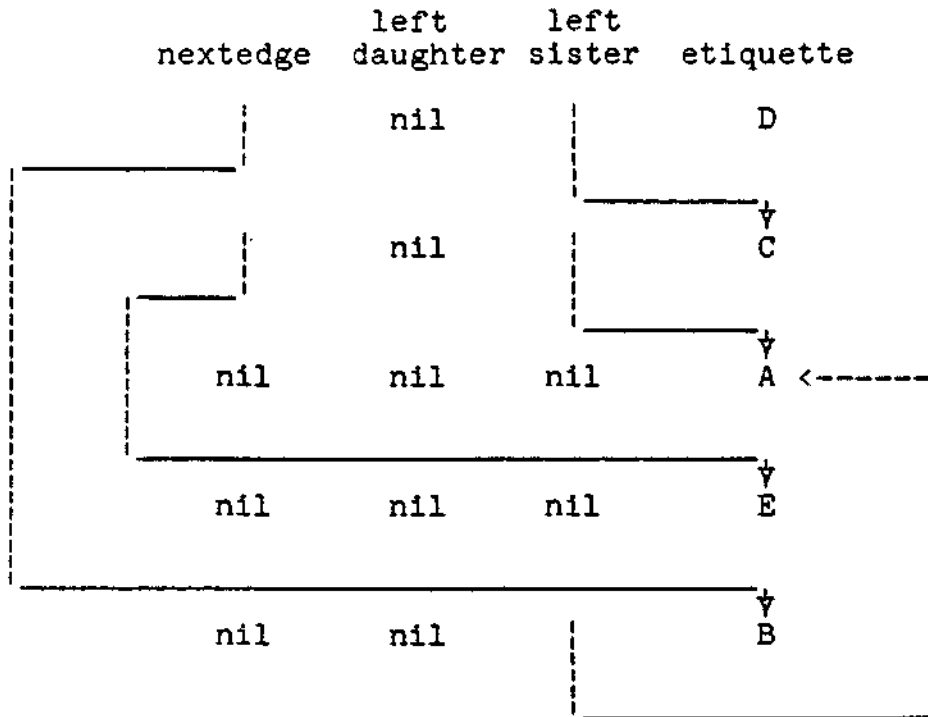 left left
nextedge daughter sister etiquette
nil D
nil C
nil nil nil A
nil nil nil E
nil nil B